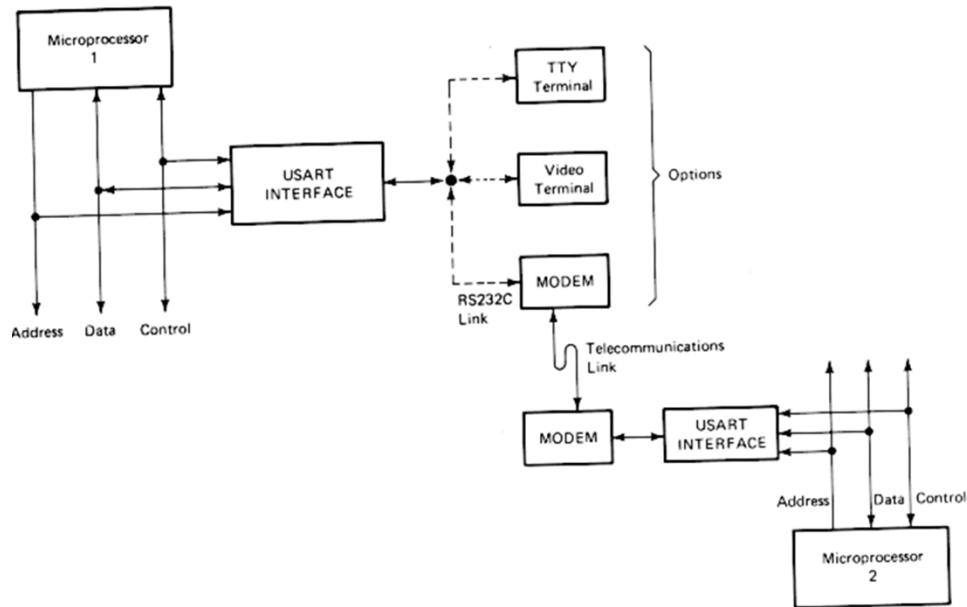 Microprocessor
1
TTY
Terminal
USART
INTERFACE
Video
Terminal
Options
MODEM
RS232C
Link
Address
Data
Control
Telecommunications
Link
MODEM
USART
INTERFACE
Address
Data
Control
Microprocessor
2